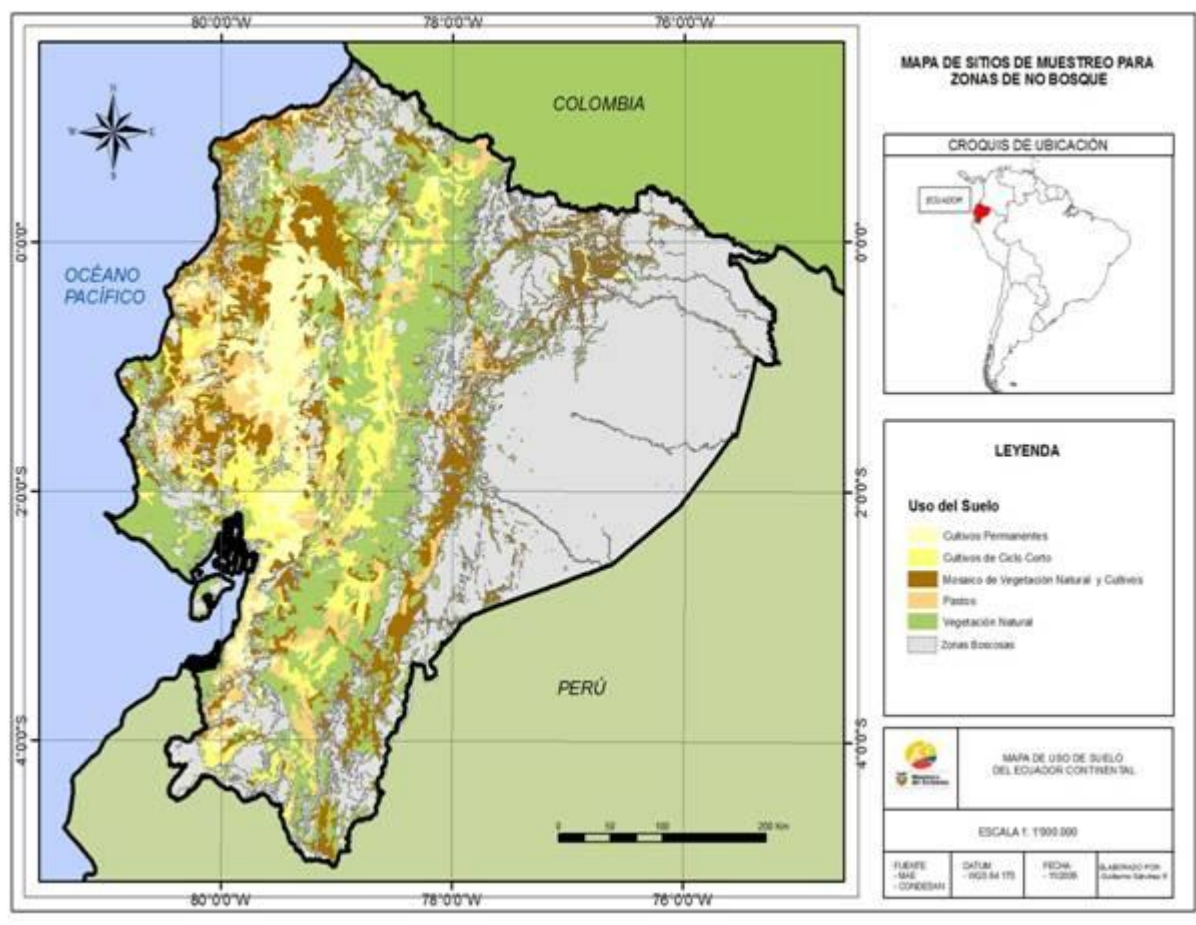 80°0'0"W
78°0'0"W
76°0'0"W
N
W
E
S
COLOMBIA
OCÉANO
PACÍFICO
PERÚ
0°0'0"
0°0'0"
2°0'0"S
2°0'0"S
4°0'0"S
4°0'0"S
0
50
100
200 Km
80°0'0"W
78°0'0"W
76°0'0"W
MAPA DE SITIOS DE MUESTREO PARA
ZONAS DE NO BOSQUE
CROQUIS DE UBICACIÓN
ECUADOR
LEYENDA
Uso del Suelo
Cultivos Permanentes
Cultivos de Ciclo Corto
Mosaico de Vegetación Natural y Cultivos
Pastos
Vegetación Natural
Zonas Boscosas
MAPA DE USO DE SUELO
DEL ECUADOR CONTINENTAL
ESCALA 1: 1'900.000
FUENTE:
- MAE
- CONDESAN
DATUM:
- WGS 84 17S
FECHA:
ELABORADO POR: